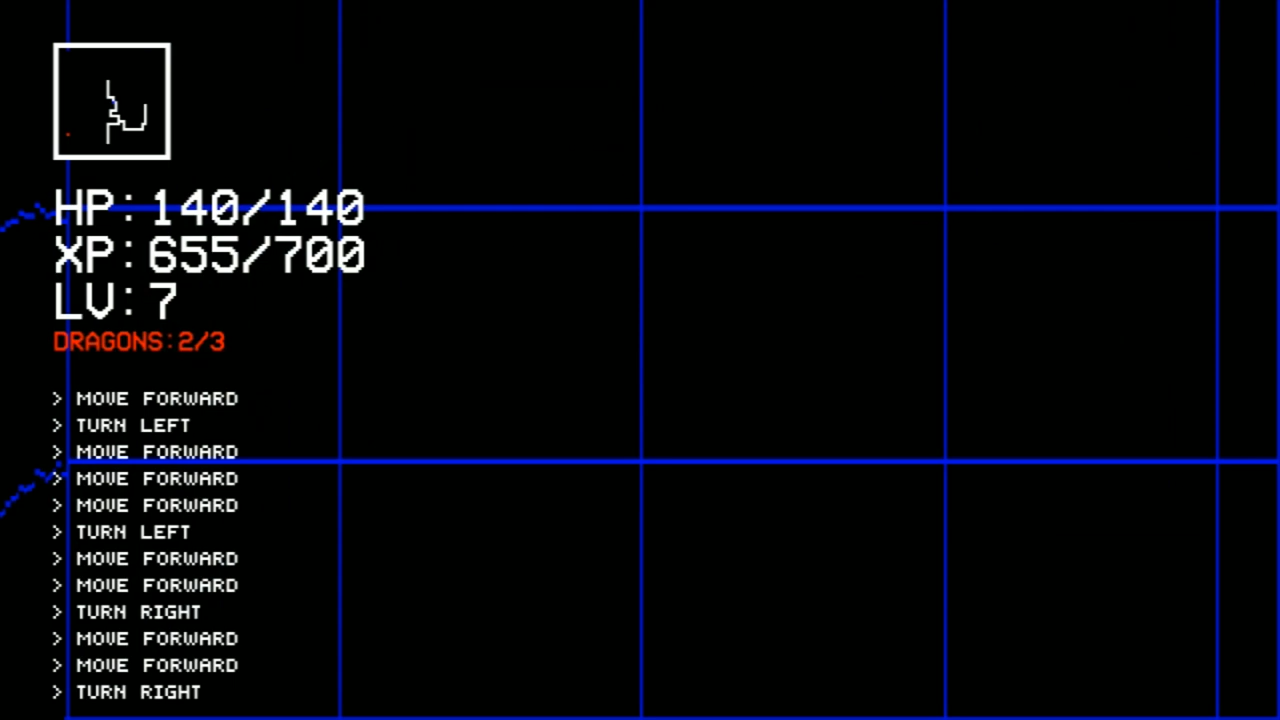 HP:140/140
XP:655/700
LV:7
DRAGONS:2/3
> MOVE FORWARD
> TURN LEFT
> MOVE FORWARD
> MOVE FORWARD
> MOVE FORWARD
> TURN LEFT
> MOVE FORWARD
> MOVE FORWARD
> TURN RIGHT
> MOVE FORWARD
> MOVE FORWARD
> TURN RIGHT